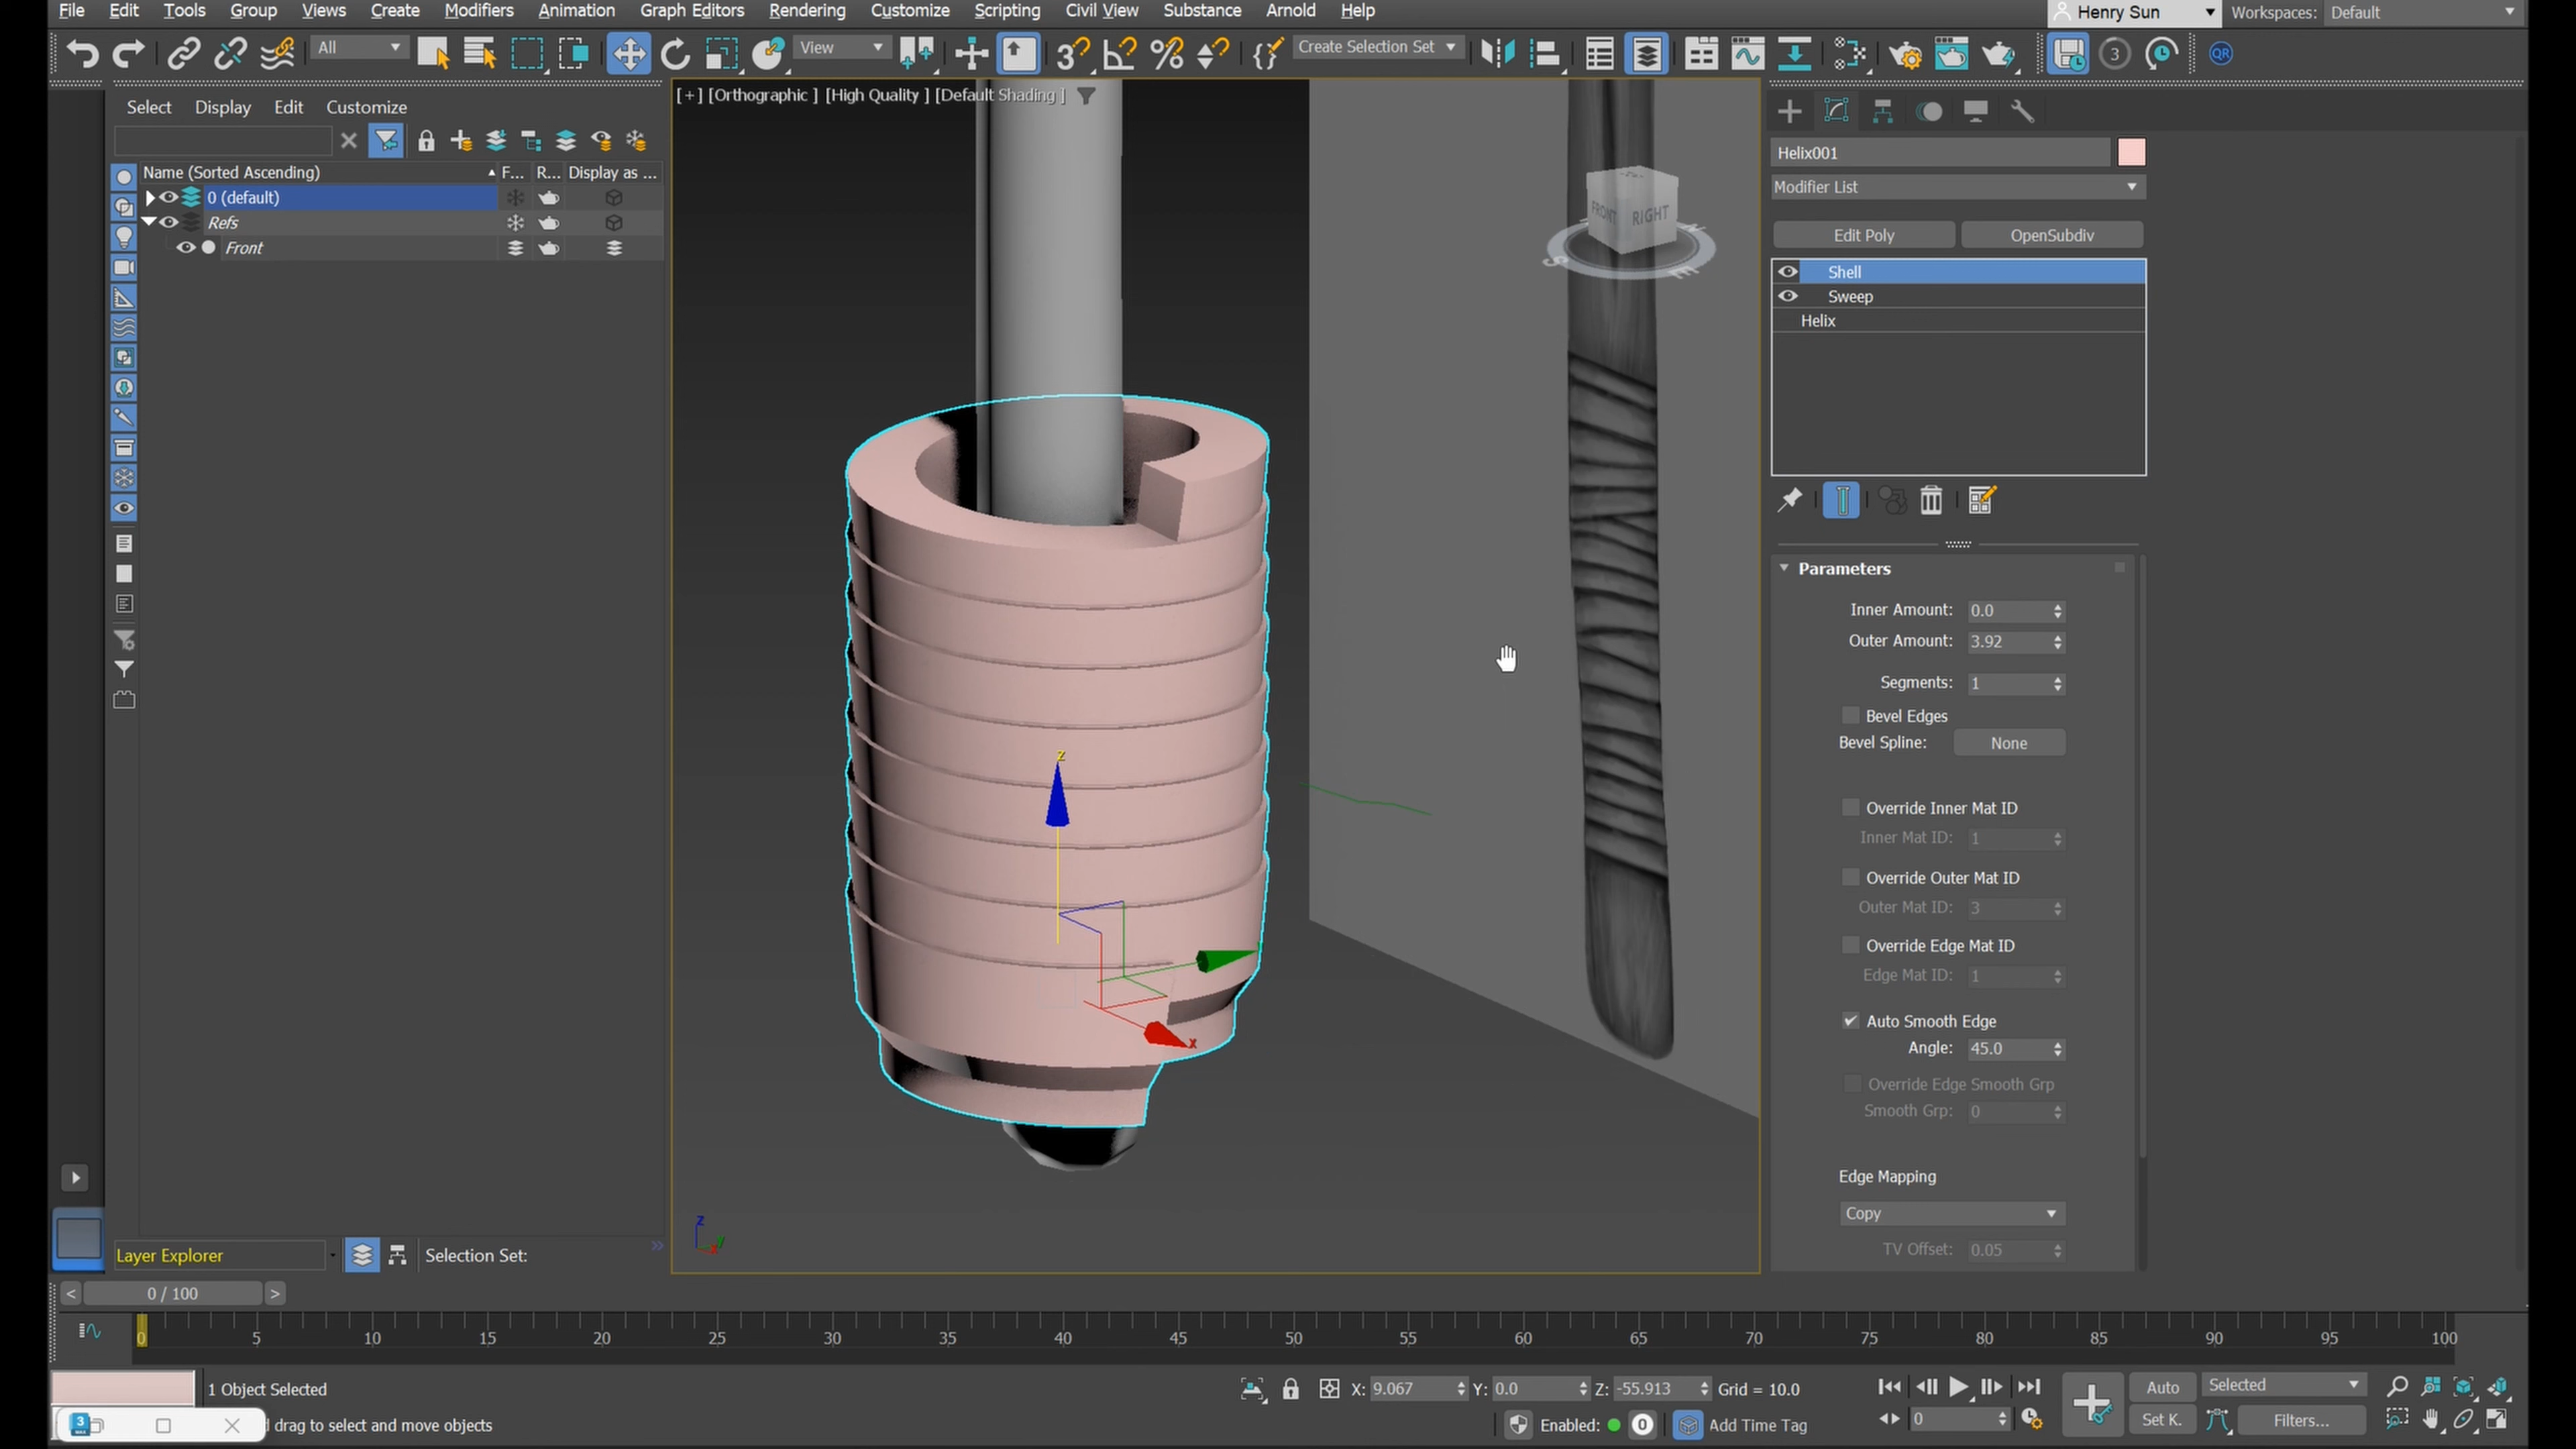 File Edit Tools Group Views Create Modifiers Animation Graph Editors Rendering Customize Scripting Civil View Substance Arnold Help
Henry Sun Workspaces: Default
All View Create Selection Set QR
[+] [Orthographic ] [High Quality ] [Default Shading ]
Select Display Edit Customize
Name (Sorted Ascending) F... R... Display as ...
0 (default)
Refs
Front
FRONT RIGHT
S E
Helix001
Modifier List
Edit Poly OpenSubdiv
Shell
Sweep
Helix
Parameters
Inner Amount: 0.0
Outer Amount: 3.92
Segments: 1
Bevel Edges
Bevel Spline: None
Override Inner Mat ID
Inner Mat ID: 1
Override Outer Mat ID
Outer Mat ID: 3
Override Edge Mat ID
Edge Mat ID: 1
Auto Smooth Edge
Angle: 45.0
Override Edge Smooth Grp
Smooth Grp: 0
Edge Mapping
Copy
TV Offset: 0.05
z
x
z
x y
Layer Explorer Selection Set:
< 0 / 100 >
0 5 10 15 20 25 30 35 40 45 50 55 60 65 70 75 80 85 90 95 100
1 Object Selected X: 9.067 Y: 0.0 Z: -55.913 Grid = 10.0 Auto Selected
drag to select and move objects Enabled: 0 Add Time Tag 0 Set K. Filters...